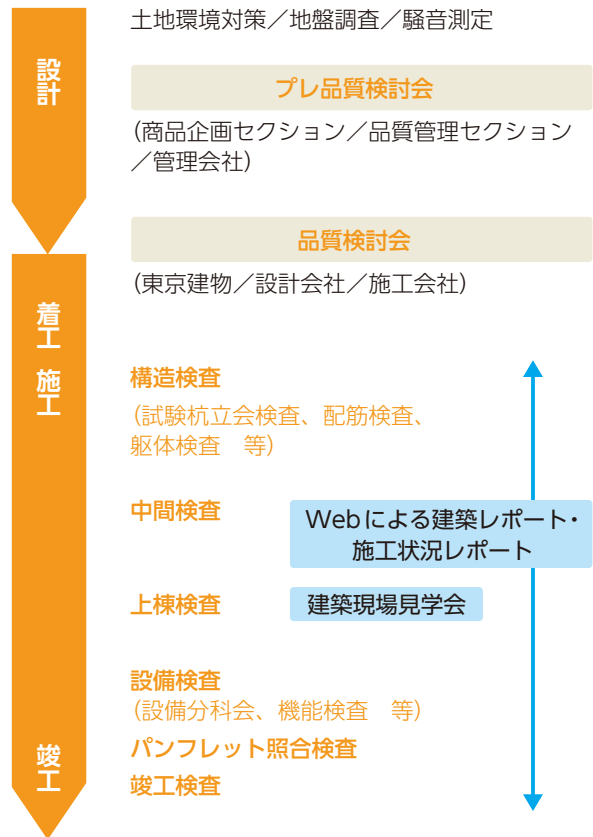 土地環境対策／地盤調査／騒音測定
設計
プレ品質検討会
（商品企画セクション／品質管理セクション
／管理会社）
品質検討会
（東京建物／設計会社／施工会社）
着工 施工
構造検査
（試験杭立会検査、配筋検査、
躯体検査　等）
中間検査
Webによる建築レポート・
施工状況レポート
上棟検査
建築現場見学会
設備検査
（設備分科会、機能検査　等）
パンフレット照合検査
竣工
竣工検査